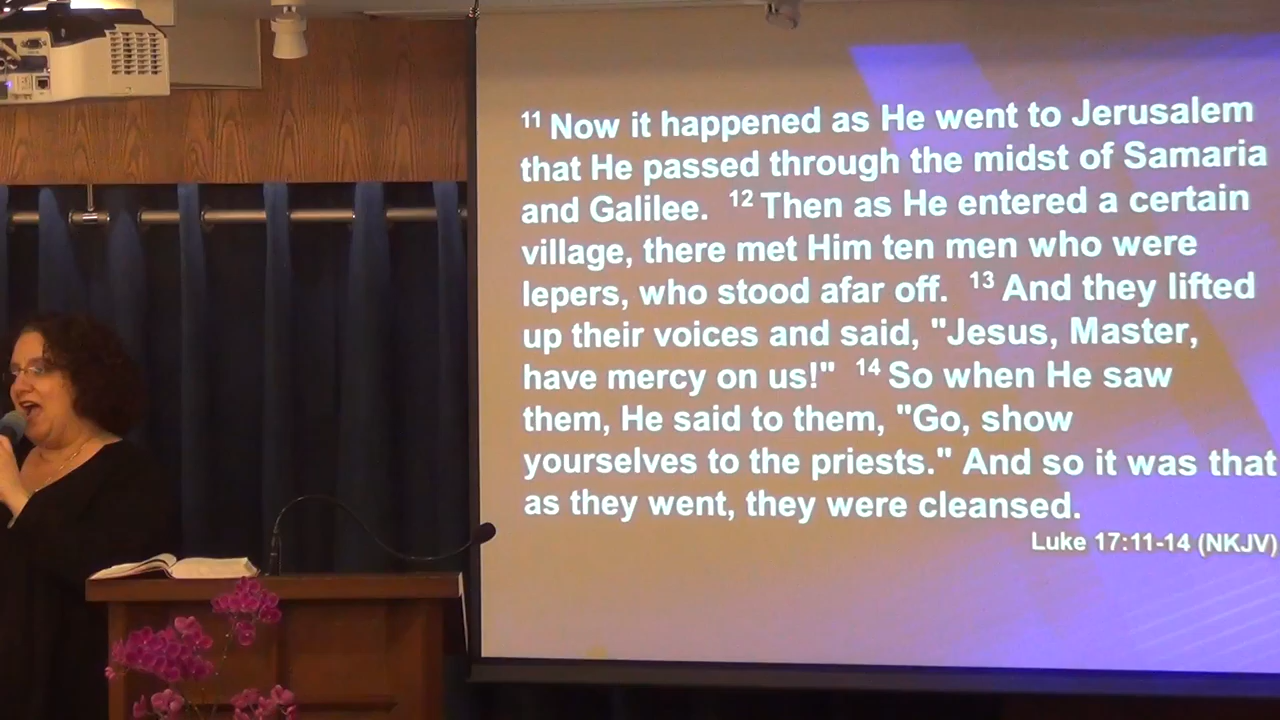 11 Now it happened as He went to Jerusalem
that He passed through the midst of Samaria
and Galilee. 12 Then as He entered a certain
village, there met Him ten men who were
lepers, who stood afar off. 13 And they lifted
up their voices and said, "Jesus, Master,
have mercy on us!" 14 So when He saw
them, He said to them, "Go, show
yourselves to the priests." And so it was that
as they went, they were cleansed.
Luke 17:11-14 (NKJV)